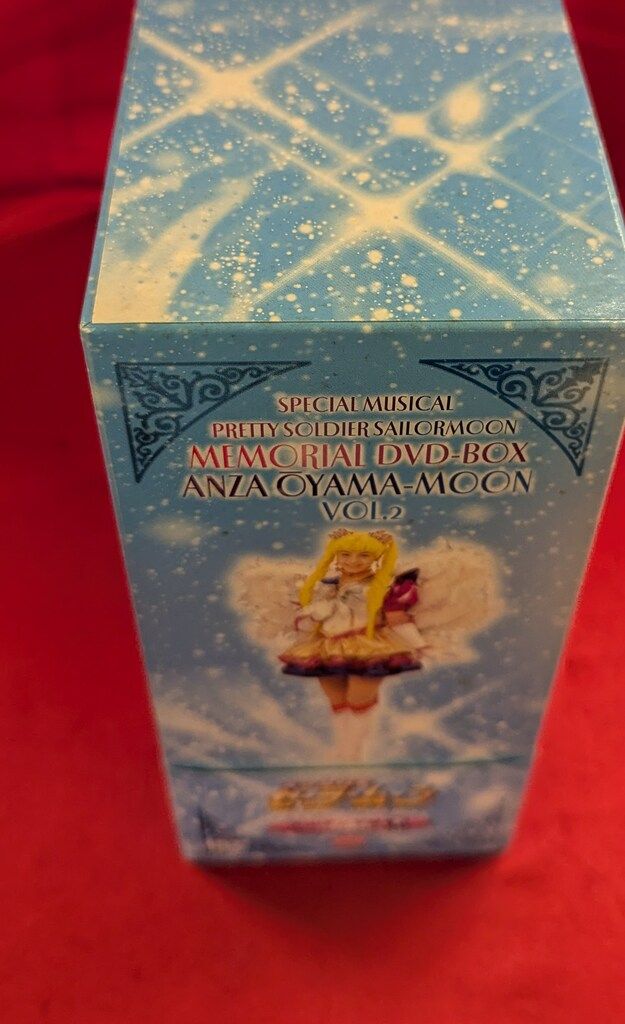 SPECIAL MUSICAL
PRETTY SOLDIER SAILORMOON
MEMORIAL DVD-BOX
ANZA OYAMA-MOON
VOL.2